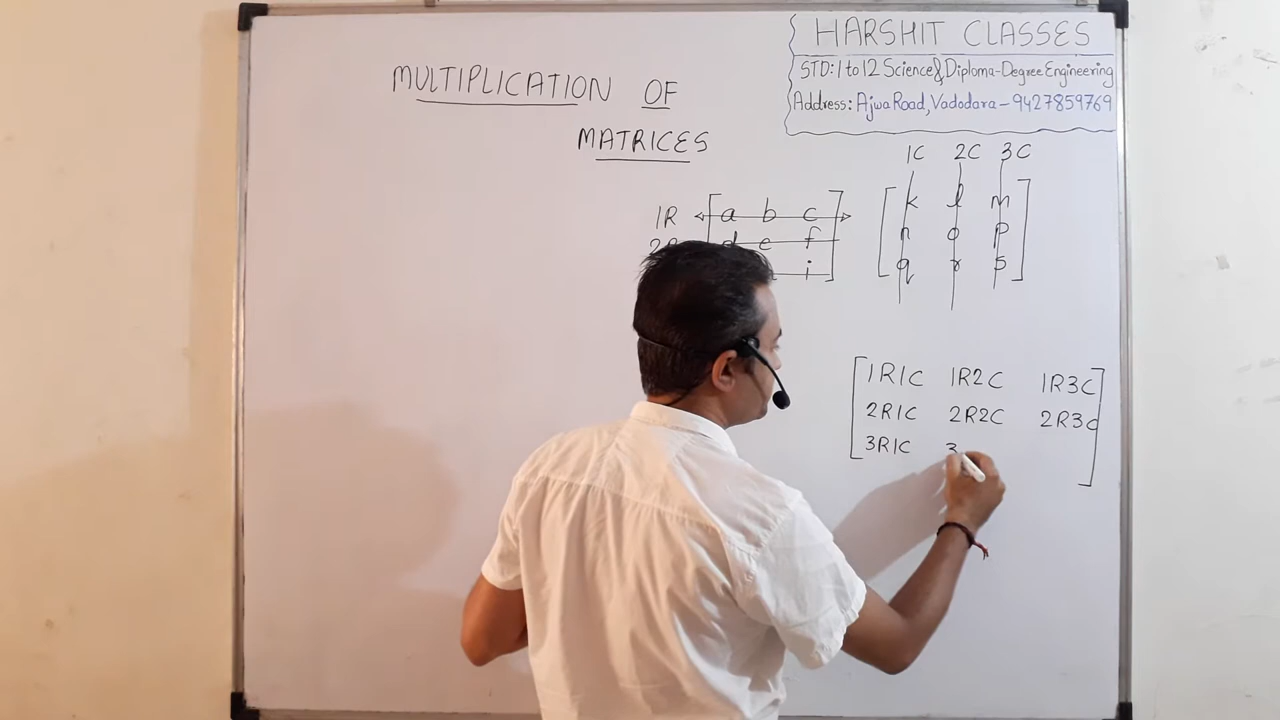 HARSHIT CLASSES
STD: 1 to 12 Science & Diploma-Degree Engineering
Address: Ajwa Road, Vadodara - 9427859769
MULTIPLICATION OF
MATRICES
1C 2C 3C
1R a b c k l m
2R d e f n o p
i q r s
1R1C 1R2C 1R3C
2R1C 2R2C 2R3C
3R1C 3